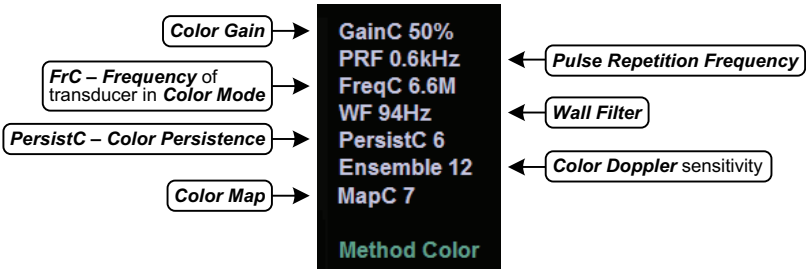 Color Gain
GainC 50%
PRF 0.6kHz
Pulse Repetition Frequency
FrC – Frequency of
transducer in Color Mode
FreqC 6.6M
WF 94Hz
Wall Filter
PersistC – Color Persistence
PersistC 6
Ensemble 12
Color Doppler sensitivity
Color Map
MapC 7
Method Color